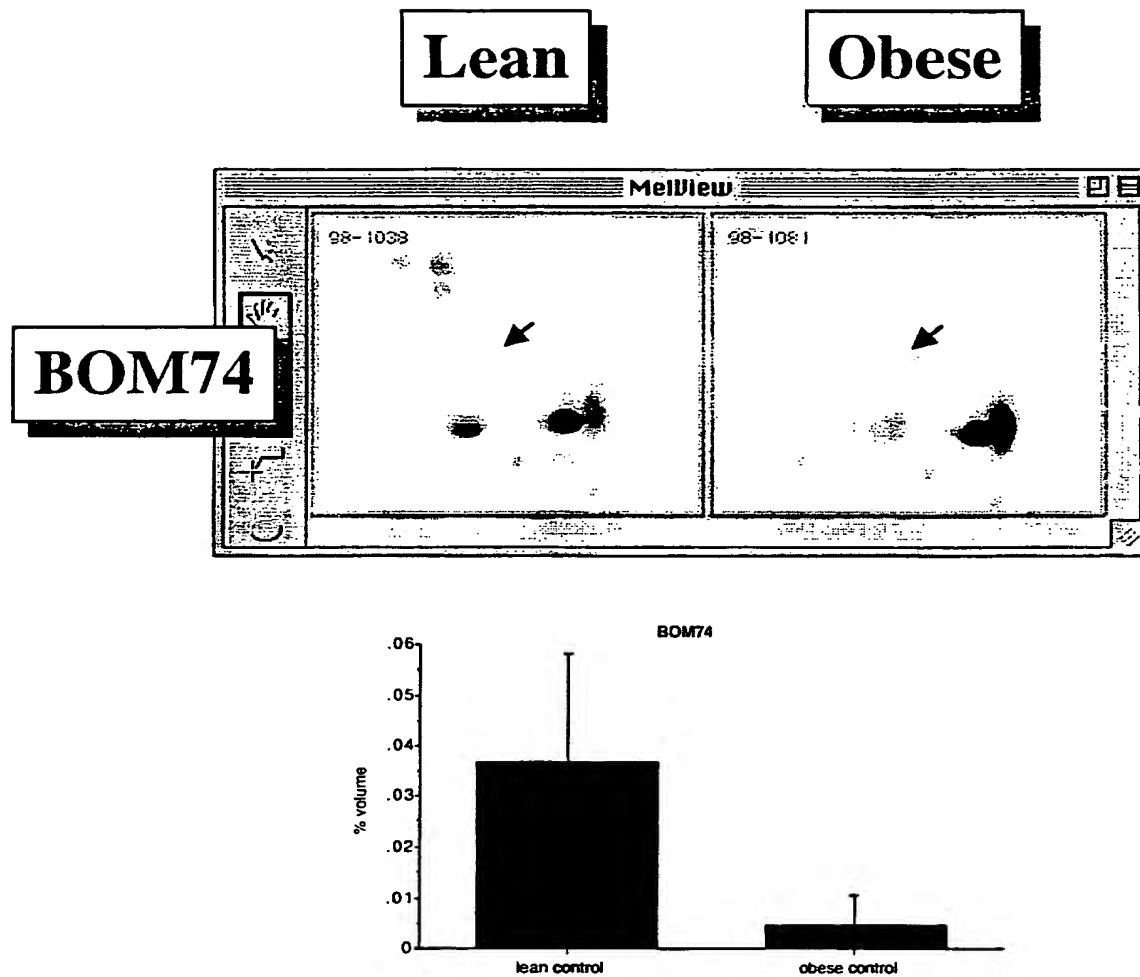 Lean
Obese
MelView
98-1038
98-1081
BOM74
BOM74
.06
.05
.04
.03
.02
.01
0
% volume
lean control
obese control